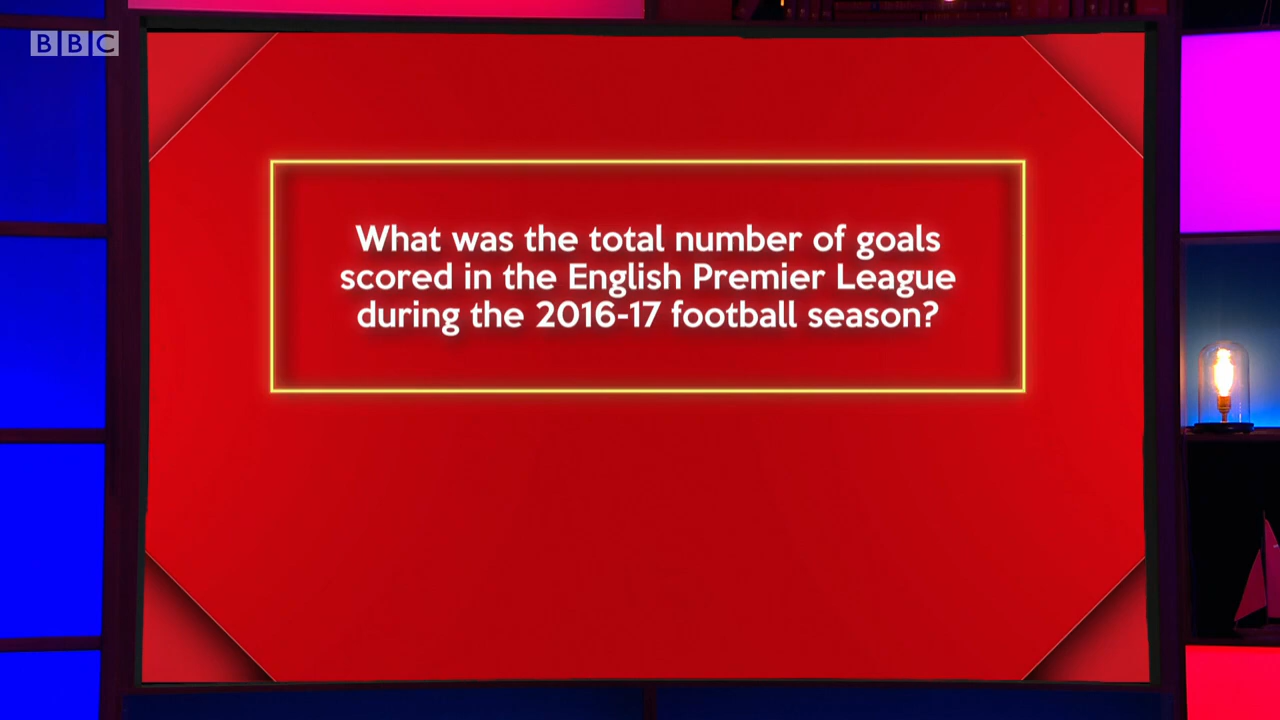 BBC
What was the total number of goals
scored in the English Premier League
during the 2016-17 football season?